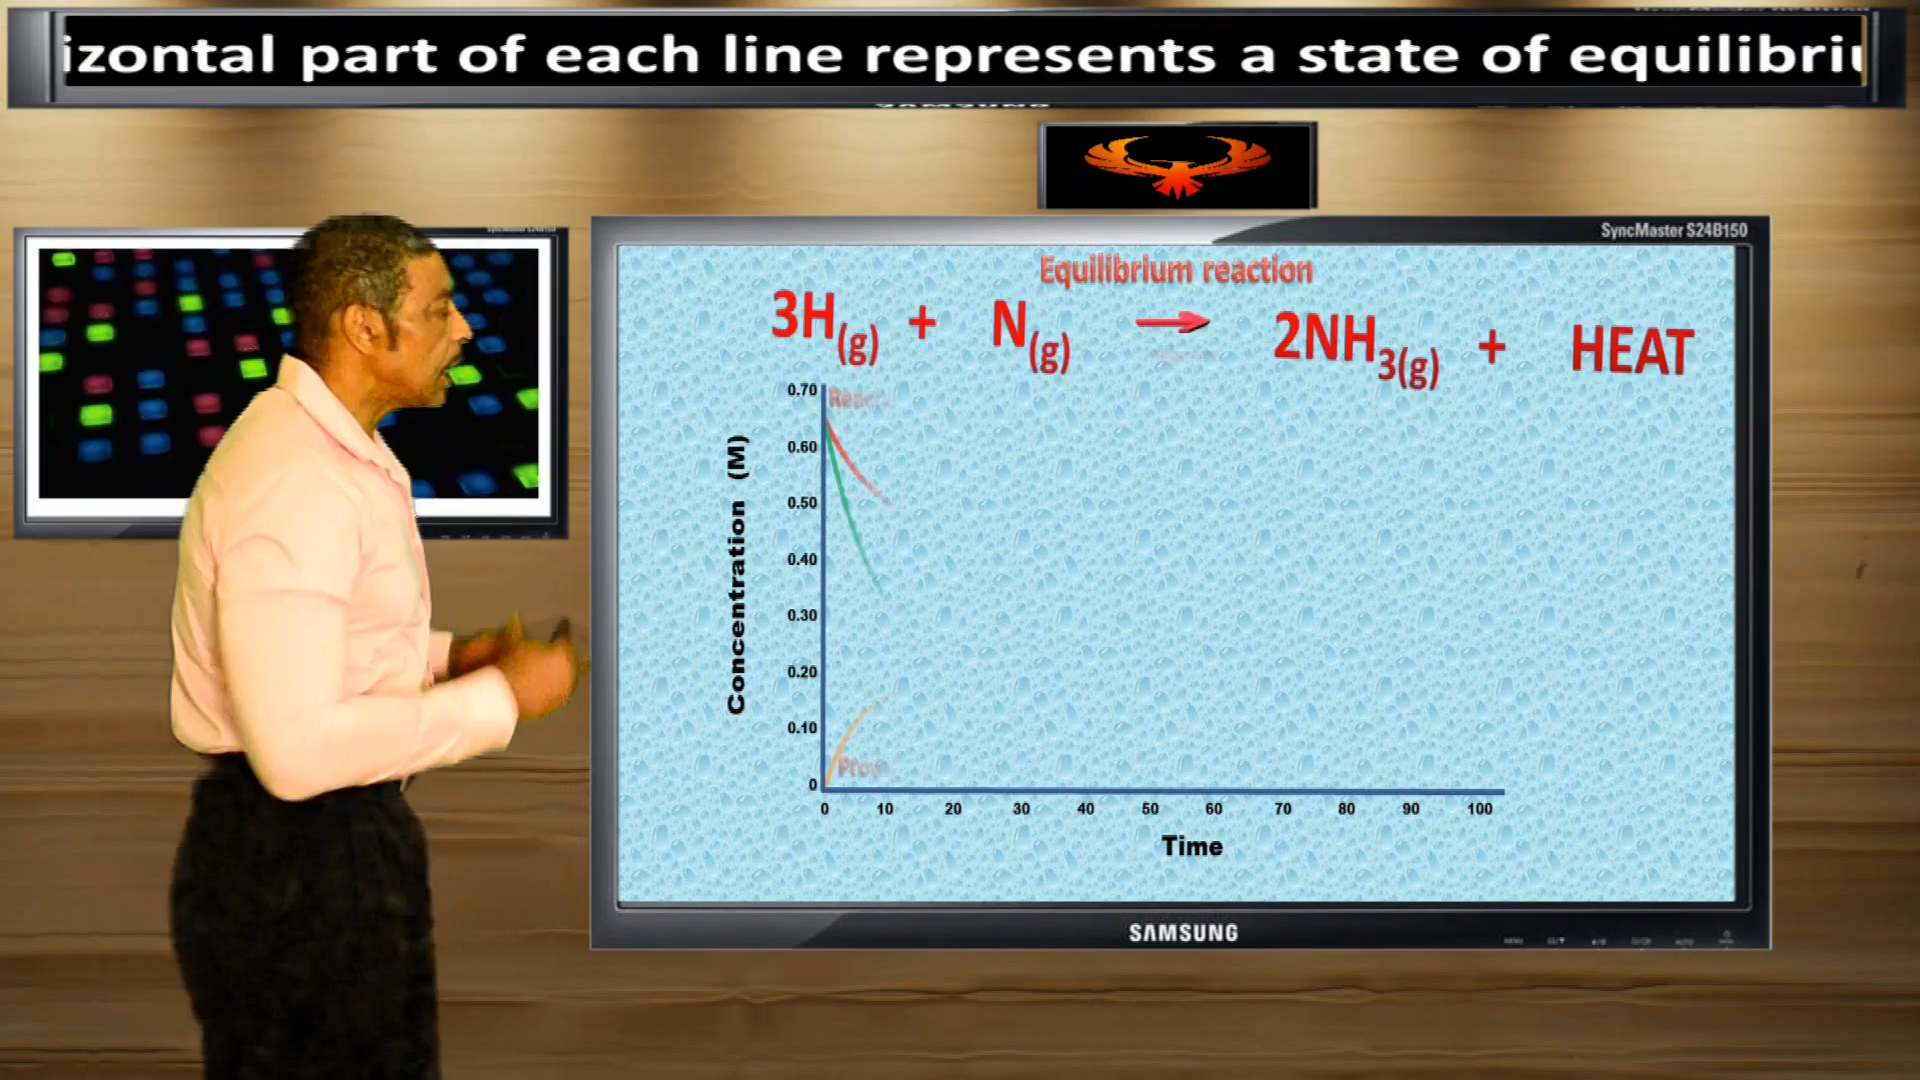 izontal part of each line represents a state of equilibriu
SAMSUNG
SyncMaster S24B150
Equilibrium reaction
3H(g) + N(g) → 2NH3(g) + HEAT
0.70
0.60
0.50
0.40
0.30
0.20
0.10
0
Concentration (M)
0 10 20 30 40 50 60 70 80 90 100
Time
SAMSUNG